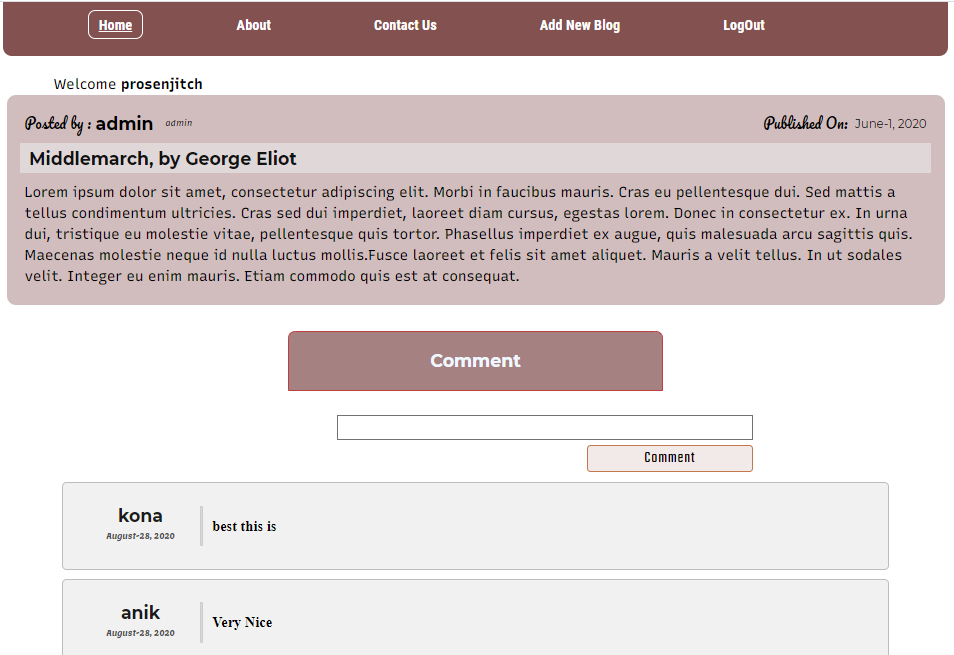 Home About Contact Us Add New Blog LogOut
Welcome prosenjitch
Posted by : admin admin Published On: June-1, 2020
Middlemarch, by George Eliot
Lorem ipsum dolor sit amet, consectetur adipiscing elit. Morbi in faucibus mauris. Cras eu pellentesque dui. Sed mattis a
tellus condimentum ultricies. Cras sed dui imperdiet, laoreet diam cursus, egestas lorem. Donec in consectetur ex. In urna
dui, tristique eu molestie vitae, pellentesque quis tortor. Phasellus imperdiet ex augue, quis malesuada arcu sagittis quis.
Maecenas molestie neque id nulla luctus mollis.Fusce laoreet et felis sit amet aliquet. Mauris a velit tellus. In ut sodales
velit. Integer eu enim mauris. Etiam commodo quis est at consequat.
Comment
Comment
kona
August-28, 2020
best this is
anik
August-28, 2020
Very Nice